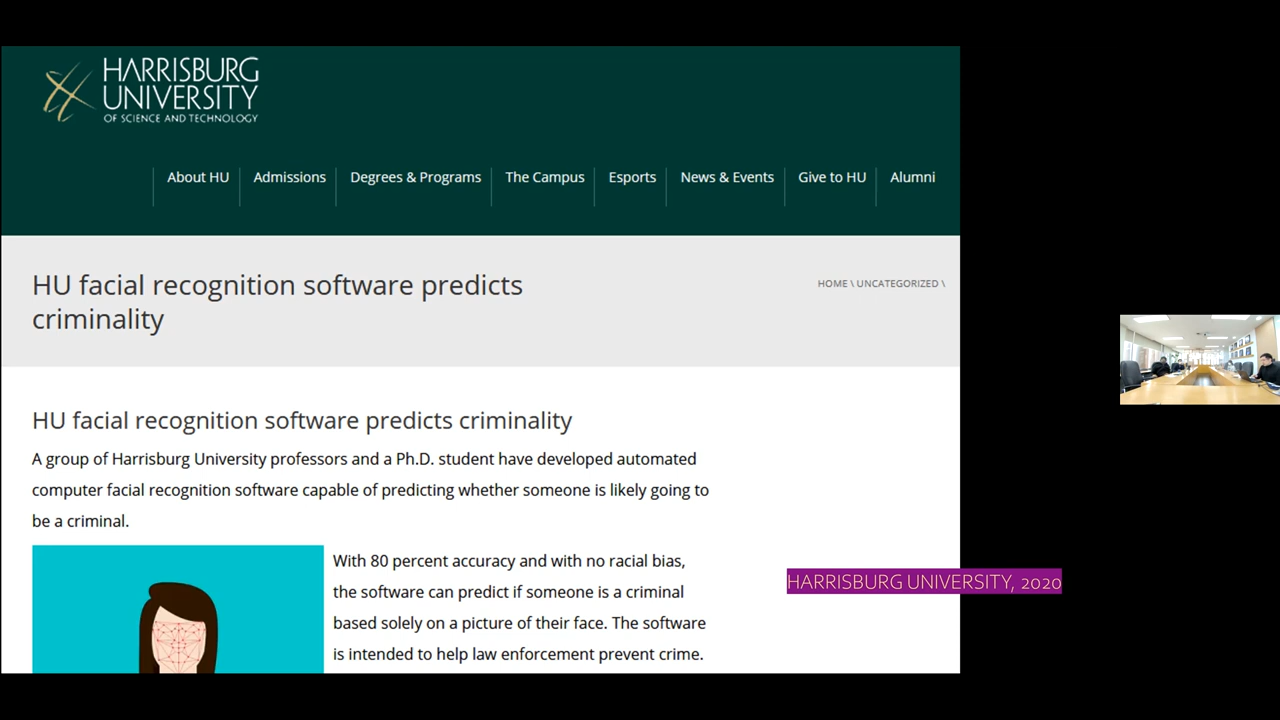 HARRISBURG
UNIVERSITY
OF SCIENCE AND TECHNOLOGY
About HU
Admissions
Degrees & Programs
The Campus
Esports
News & Events
Give to HU
Alumni
HU facial recognition software predicts
criminality
HOME \ UNCATEGORIZED \
HU facial recognition software predicts criminality
A group of Harrisburg University professors and a Ph.D. student have developed automated
computer facial recognition software capable of predicting whether someone is likely going to
be a criminal.
With 80 percent accuracy and with no racial bias,
the software can predict if someone is a criminal
based solely on a picture of their face. The software
is intended to help law enforcement prevent crime.
HARRISBURG UNIVERSITY, 2020